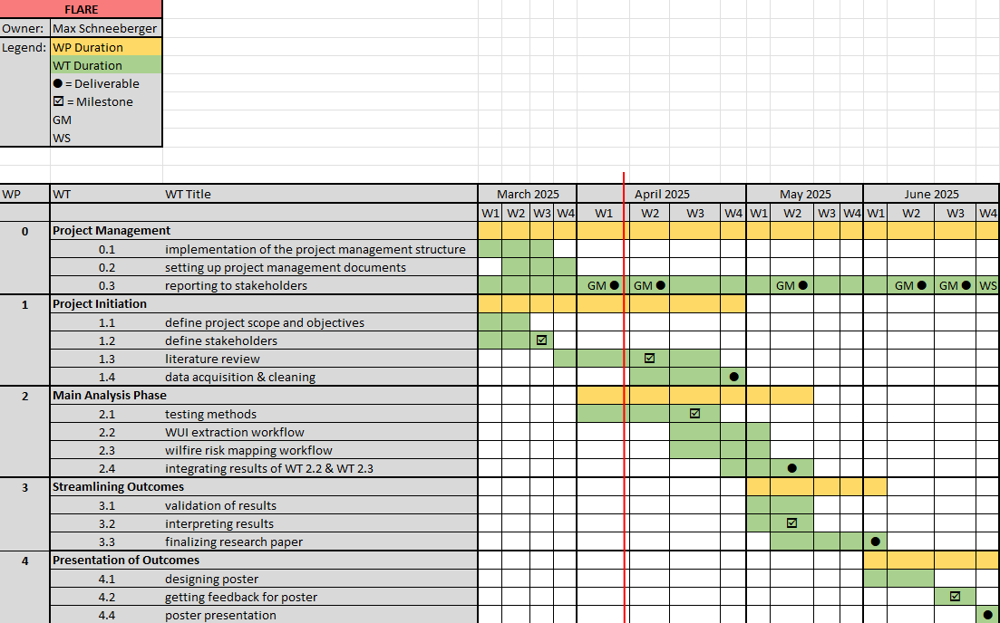 FLARE
Owner: Max Schneeberger
Legend: WP Duration
WT Duration
● = Deliverable
☑ = Milestone
GM
WS
WP WT WT Title March 2025 April 2025 May 2025 June 2025
W1 W2 W3 W4 W1 W2 W3 W4 W1 W2 W3 W4 W1 W2 W3 W4
0 Project Management
0.1 implementation of the project management structure
0.2 setting up project management documents
0.3 reporting to stakeholders GM ● GM ● GM ● GM ● GM ● WS
1 Project Initiation
1.1 define project scope and objectives
1.2 define stakeholders ☑
1.3 literature review ☑
1.4 data acquisition & cleaning ●
2 Main Analysis Phase
2.1 testing methods ☑
2.2 WUI extraction workflow
2.3 wilfire risk mapping workflow
2.4 integrating results of WT 2.2 & WT 2.3 ●
3 Streamlining Outcomes
3.1 validation of results
3.2 interpreting results ☑
3.3 finalizing research paper ●
4 Presentation of Outcomes
4.1 designing poster
4.2 getting feedback for poster ☑
4.4 poster presentation ●